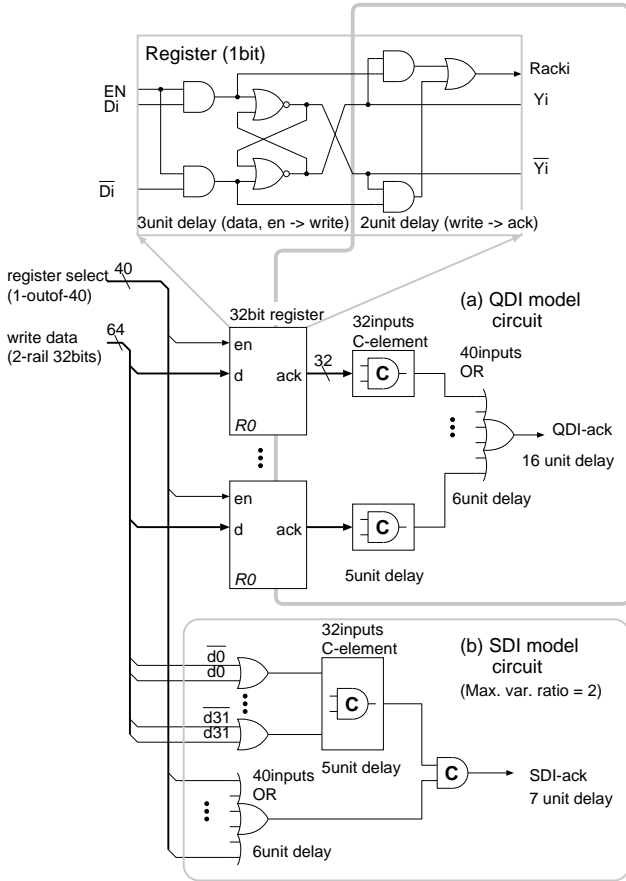 Register (1bit)
EN
Di
Di
Racki
Yi
Yi
3unit delay (data, en -> write)
2unit delay (write -> ack)
register select
(1-outof-40)
40
write data
(2-rail 32bits)
64
32bit register
en
d
ack
R0
32
32inputs
C-element
C
(a) QDI model
circuit
40inputs
OR
QDI-ack
16 unit delay
6unit delay
en
d
ack
R0
C
5unit delay
(b) SDI model
circuit
(Max. var. ratio = 2)
d0
d0
d31
d31
32inputs
C-element
C
5unit delay
40inputs
OR
6unit delay
C
SDI-ack
7 unit delay